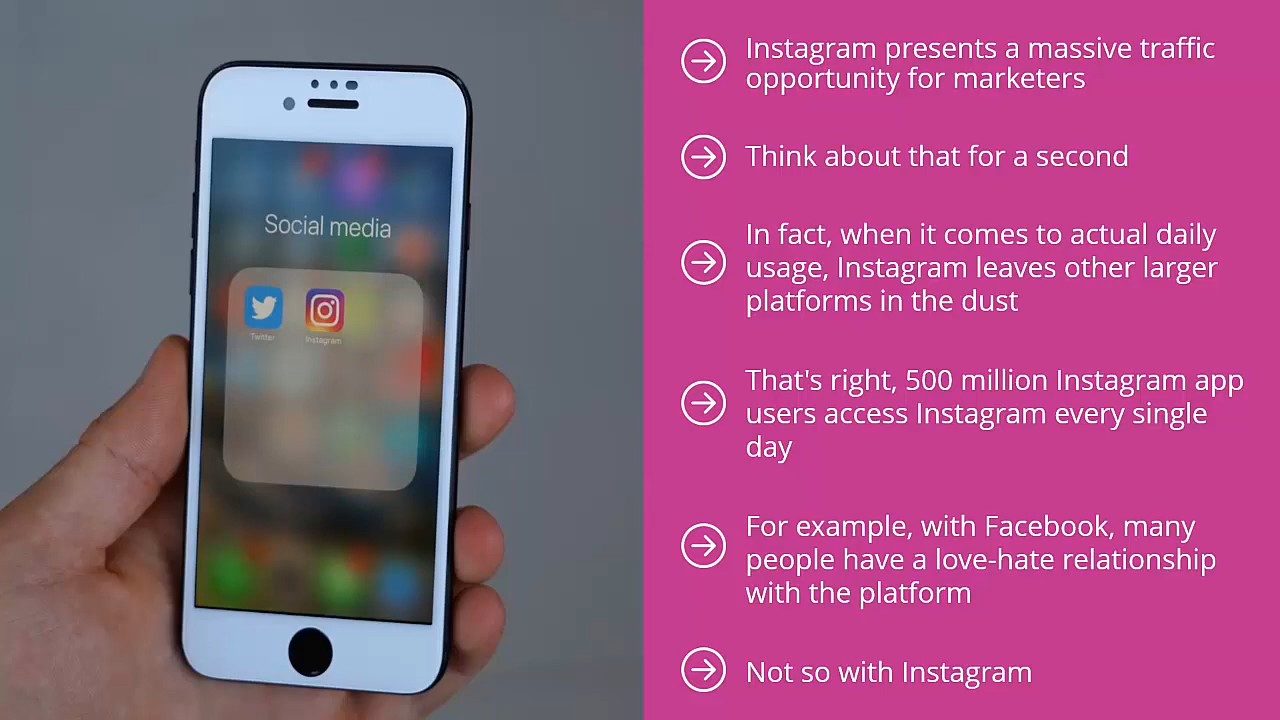 Social media
Twitter
Instagram
Instagram presents a massive traffic
opportunity for marketers
Think about that for a second
In fact, when it comes to actual daily
usage, Instagram leaves other larger
platforms in the dust
That's right, 500 million Instagram app
users access Instagram every single
day
For example, with Facebook, many
people have a love-hate relationship
with the platform
Not so with Instagram